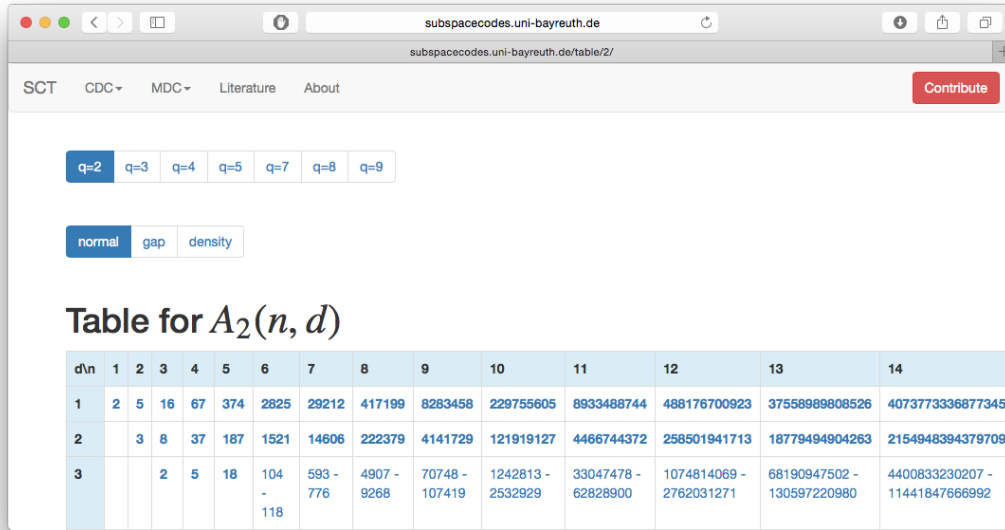 subspacecodes.uni-bayreuth.de
subspacecodes.uni-bayreuth.de/table/2/
SCT CDC MDC Literature About Contribute
q=2 q=3 q=4 q=5 q=7 q=8 q=9
normal gap density
Table for A₂(n, d)
d\n 1 2 3 4 5 6 7 8 9 10 11 12 13 14
1 2 5 16 67 374 2825 29212 417199 8283458 229755605 8933488744 488176700923 37558989808526 4073773336877345
2 3 8 37 187 1521 14606 222379 4141729 121919127 4466744372 258501941713 18779494904263 2154948394379709
3 2 5 18 104 593 - 4907 - 70748 - 1242813 - 33047478 - 1074814069 - 68190947502 - 4400833230207 -
- 776 9268 107419 2532929 62828900 2762031271 130597220980 11441847666992
118